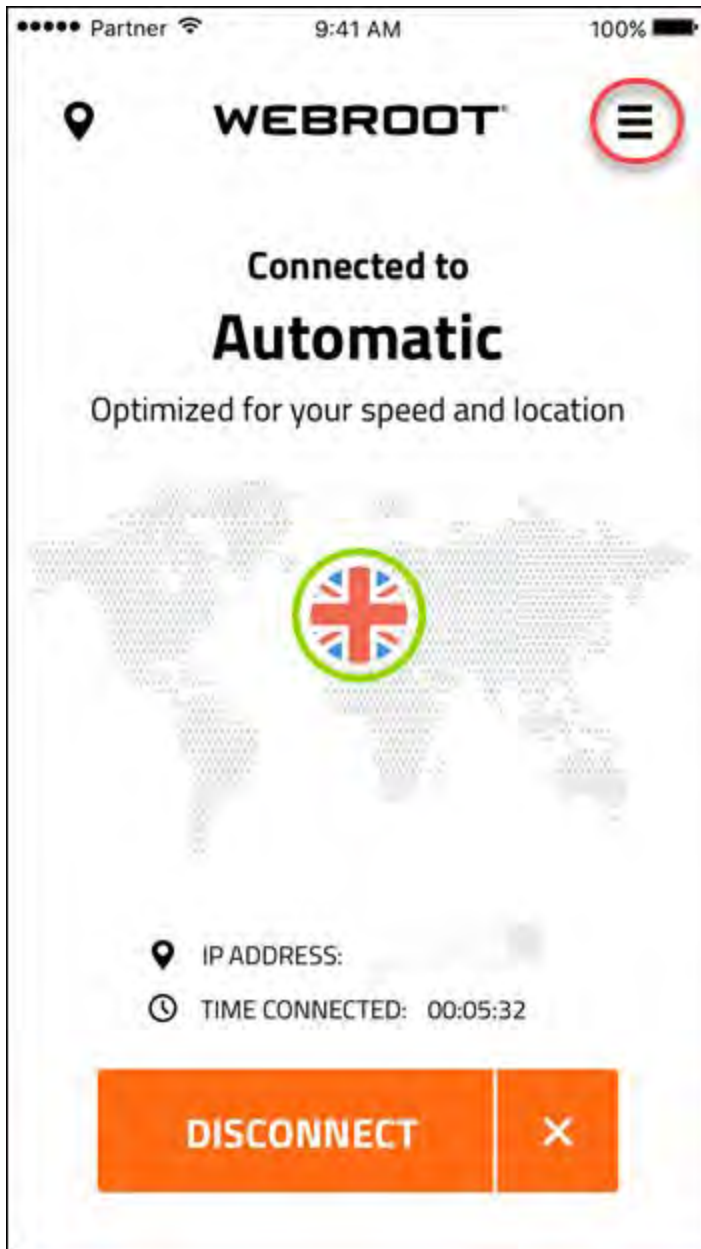 Partner
9:41 AM
100%
WEBROOT
Connected to
Automatic
Optimized for your speed and location
IP ADDRESS:
TIME CONNECTED: 00:05:32
DISCONNECT